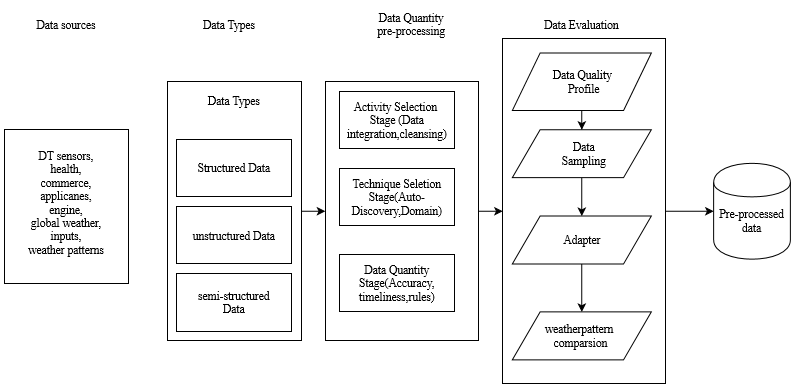 Data sources
Data Types
Data Quantity
pre-processing
Data Evaluation
DT sensors,
health,
commerce,
applicanes,
engine,
global weather,
inputs,
weather patterns
Data Types
Structured Data
unstructured Data
semi-structured
Data
Activity Selection
Stage (Data
integration,cleansing)
Technique Seletion
Stage(Auto-
Discovery,Domain)
Data Quantity
Stage(Accuracy,
timeliness,rules)
Data Quality
Profile
Data
Sampling
Adapter
weatherpattern
comparsion
Pre-processed
data